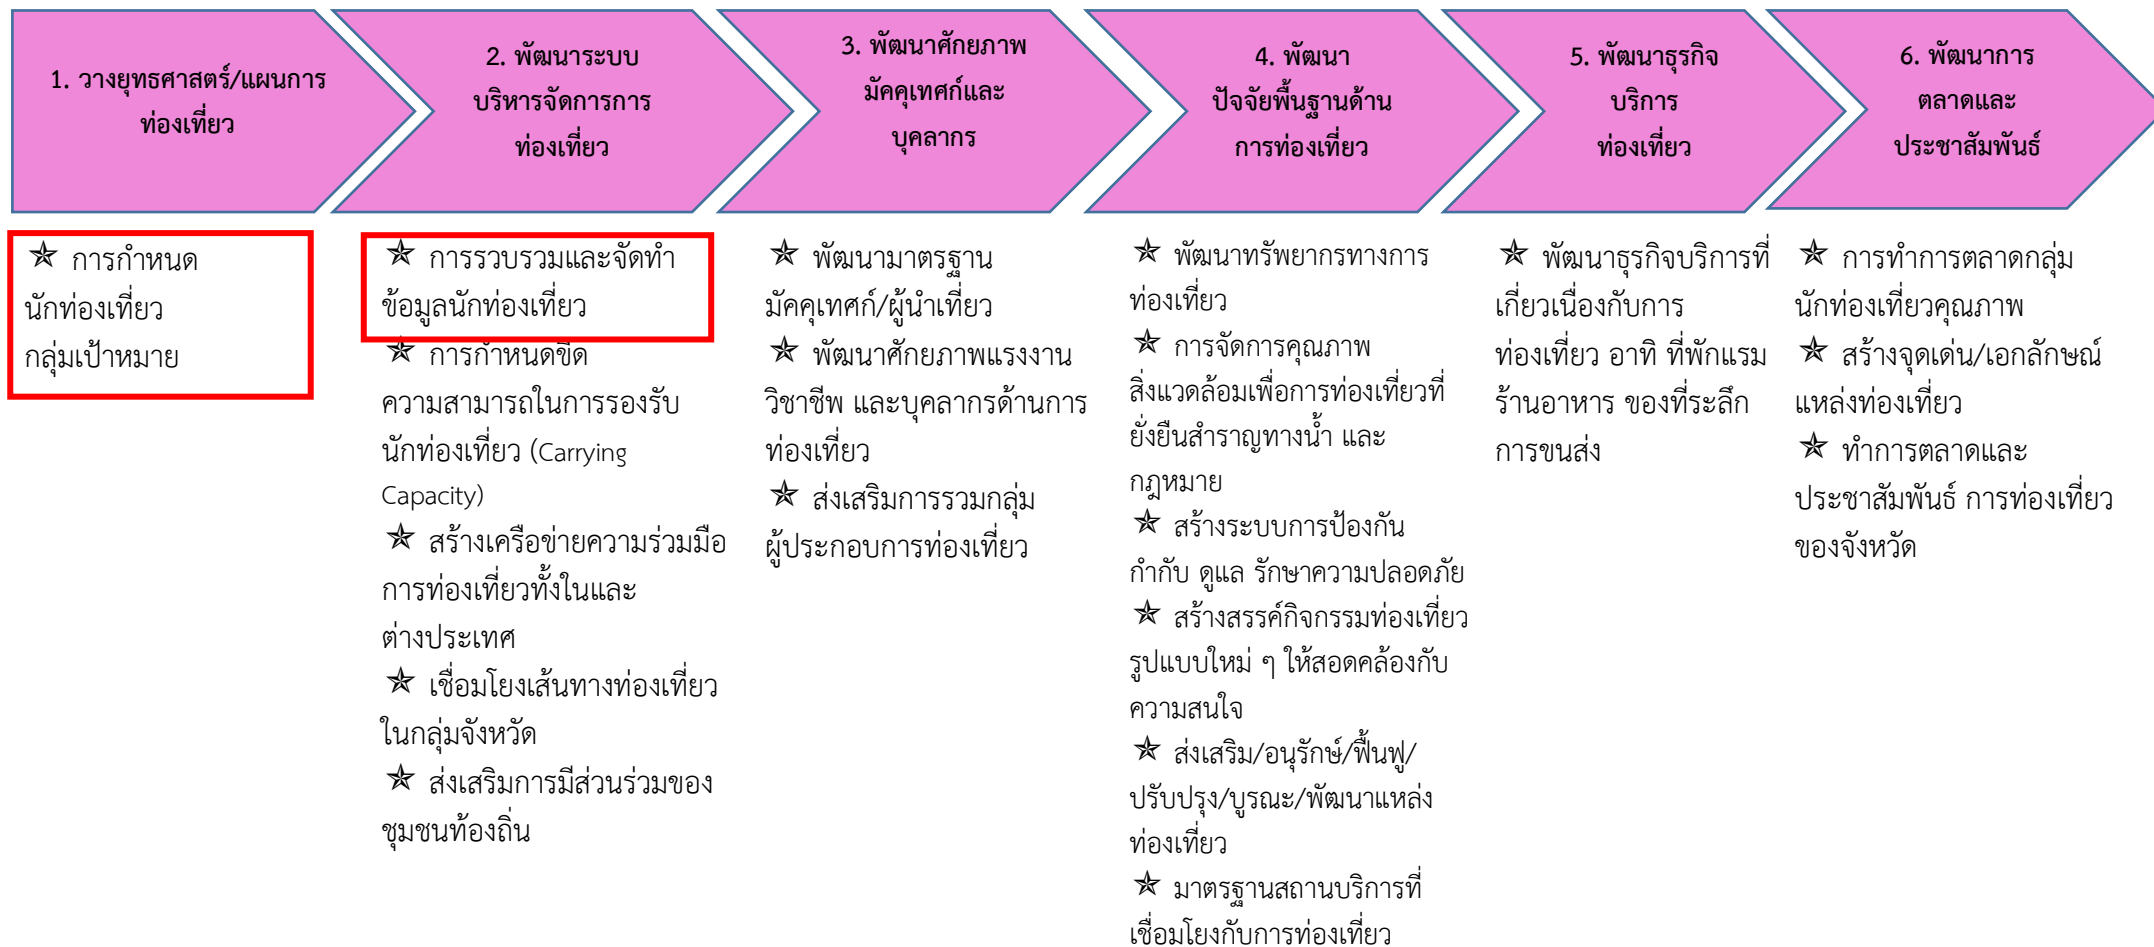 1. วางยุทธศาสตร์/แผนการ
ท่องเที่ยว
2. พัฒนาระบบ
บริหารจัดการการ
ท่องเที่ยว
3. พัฒนาศักยภาพ
มัคคุเทศก์และ
บุคลากร
4. พัฒนา
ปัจจัยพื้นฐานด้าน
การท่องเที่ยว
5. พัฒนาธุรกิจ
บริการ
ท่องเที่ยว
6. พัฒนาการ
ตลาดและ
ประชาสัมพันธ์
✯ การกำหนด
นักท่องเที่ยว
กลุ่มเป้าหมาย
✯ การรวบรวมและจัดทำ
ข้อมูลนักท่องเที่ยว
✯ การกำหนดขีด
ความสามารถในการรองรับ
นักท่องเที่ยว (Carrying
Capacity)
✯ สร้างเครือข่ายความร่วมมือ
การท่องเที่ยวทั้งในและ
ต่างประเทศ
✯ เชื่อมโยงเส้นทางท่องเที่ยว
ในกลุ่มจังหวัด
✯ ส่งเสริมการมีส่วนร่วมของ
ชุมชนท้องถิ่น
✯ พัฒนามาตรฐาน
มัคคุเทศก์/ผู้นำเที่ยว
✯ พัฒนาศักยภาพแรงงาน
วิชาชีพ และบุคลากรด้านการ
ท่องเที่ยว
✯ ส่งเสริมการรวมกลุ่ม
ผู้ประกอบการท่องเที่ยว
✯ พัฒนาทรัพยากรทางการ
ท่องเที่ยว
✯ การจัดการคุณภาพ
สิ่งแวดล้อมเพื่อการท่องเที่ยวที่
ยั่งยืนสำราญทางน้ำ และ
กฎหมาย
✯ สร้างระบบการป้องกัน
กำกับ ดูแล รักษาความปลอดภัย
✯ สร้างสรรค์กิจกรรมท่องเที่ยว
รูปแบบใหม่ ๆ ให้สอดคล้องกับ
ความสนใจ
✯ ส่งเสริม/อนุรักษ์/ฟื้นฟู/
ปรับปรุง/บูรณะ/พัฒนาแหล่ง
ท่องเที่ยว
✯ มาตรฐานสถานบริการที่
เชื่อมโยงกับการท่องเที่ยว
✯ พัฒนาธุรกิจบริการที่
เกี่ยวเนื่องกับการ
ท่องเที่ยว อาทิ ที่พักแรม
ร้านอาหาร ของที่ระลึก
การขนส่ง
✯ การทำการตลาดกลุ่ม
นักท่องเที่ยวคุณภาพ
✯ สร้างจุดเด่น/เอกลักษณ์
แหล่งท่องเที่ยว
✯ ทำการตลาดและ
ประชาสัมพันธ์ การท่องเที่ยว
ของจังหวัด